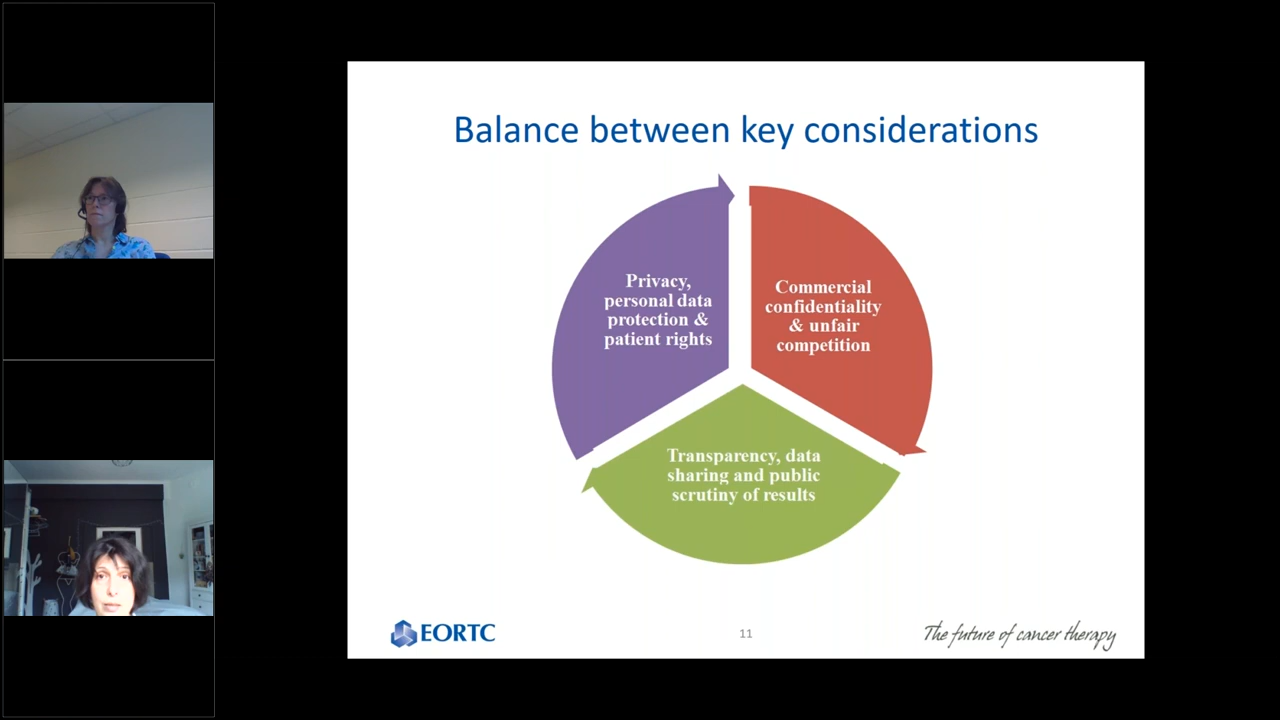 Balance between key considerations
Privacy,
personal data
protection &
patient rights
Commercial
confidentiality
& unfair
competition
Transparency, data
sharing and public
scrutiny of results
EORTC
11
The future of cancer therapy